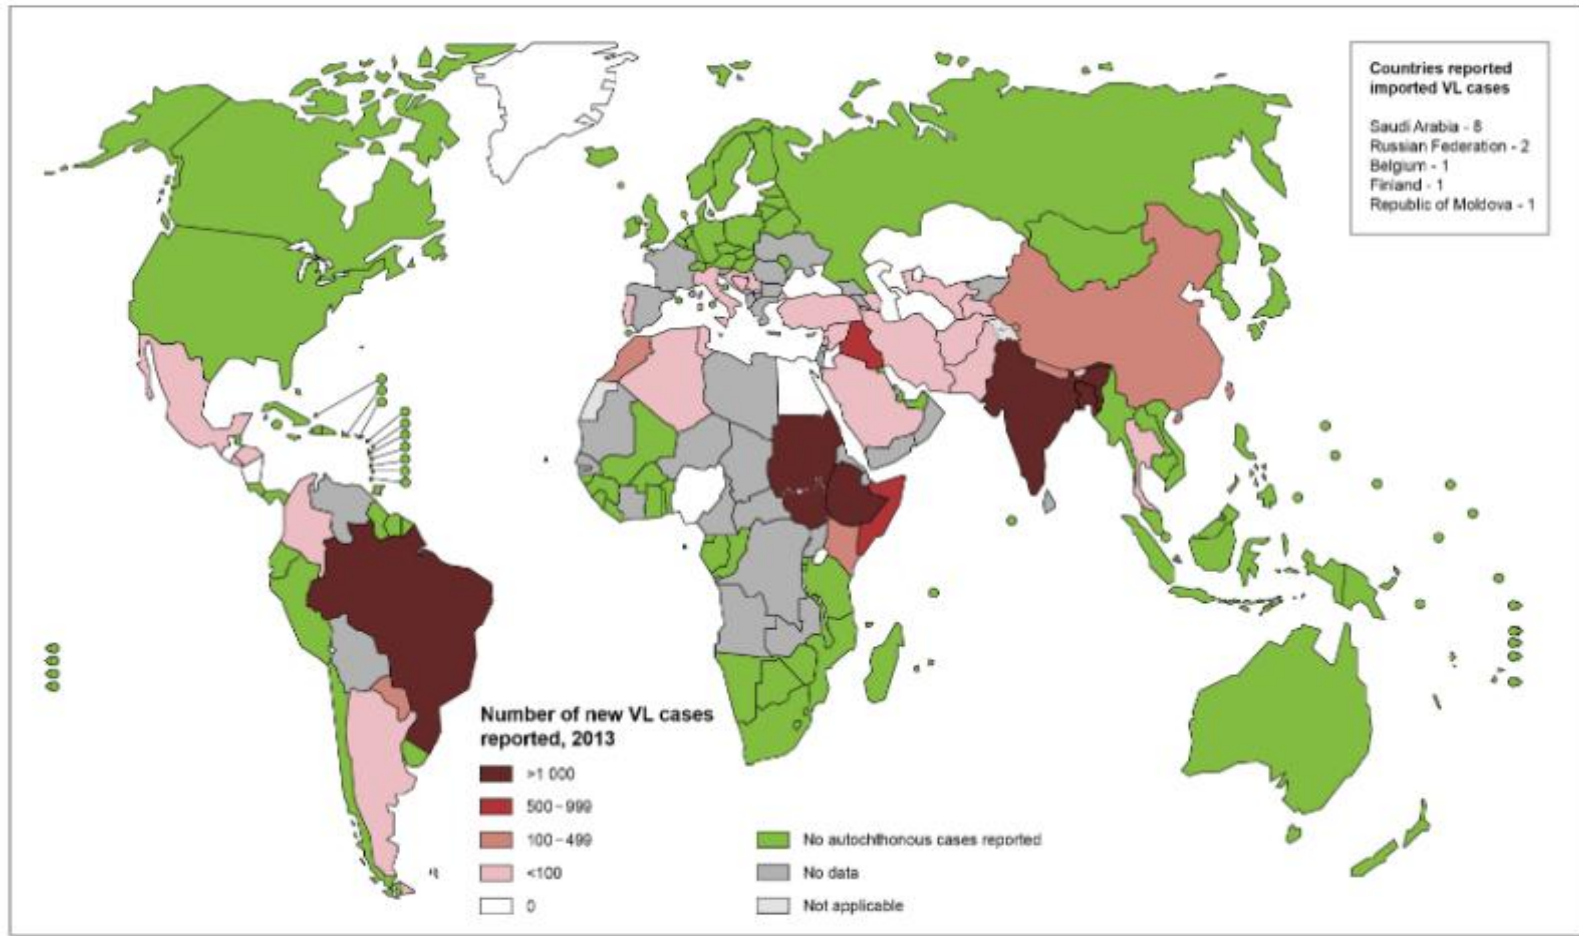 Countries reported
imported VL cases
Saudi Arabia - 8
Russian Federation - 2
Belgium - 1
Finland - 1
Republic of Moldova - 1
Number of new VL cases
reported, 2013
>1 000
500–999
100–499
<100
0
No autochthonous cases reported
No data
Not applicable